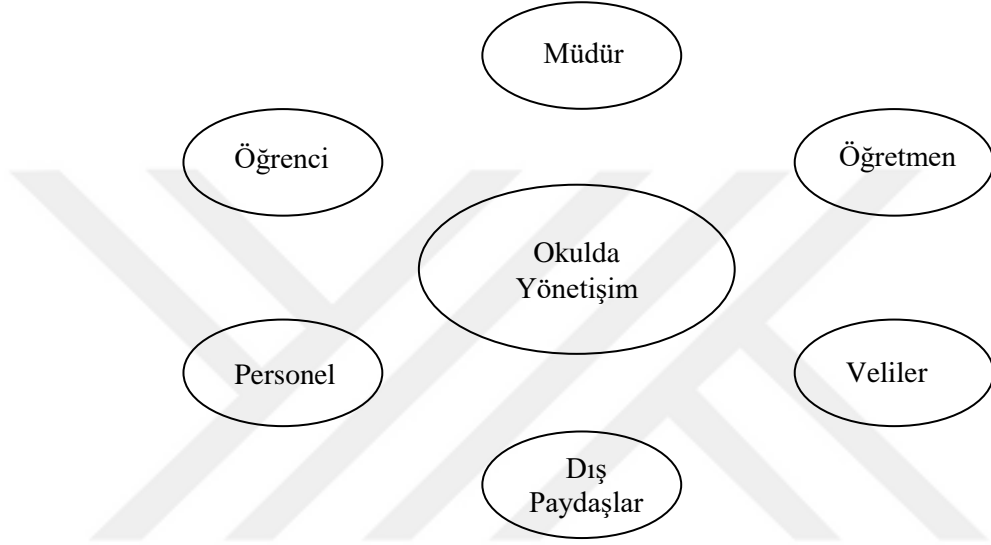 Müdür
Öğrenci
Öğretmen
Okulda
Yönetişim
Personel
Veliler
Dış
Paydaşlar